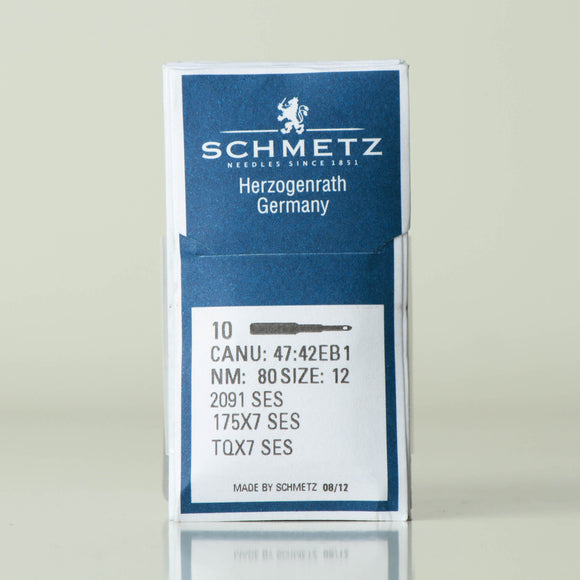 SCHMETZ
NEEDLES SINCE 1851
Herzogenrath
Germany
10
CANU: 47:42EB1
NM: 80 SIZE: 12
2091 SES
175X7 SES
TQX7 SES
MADE BY SCHMETZ 08/12